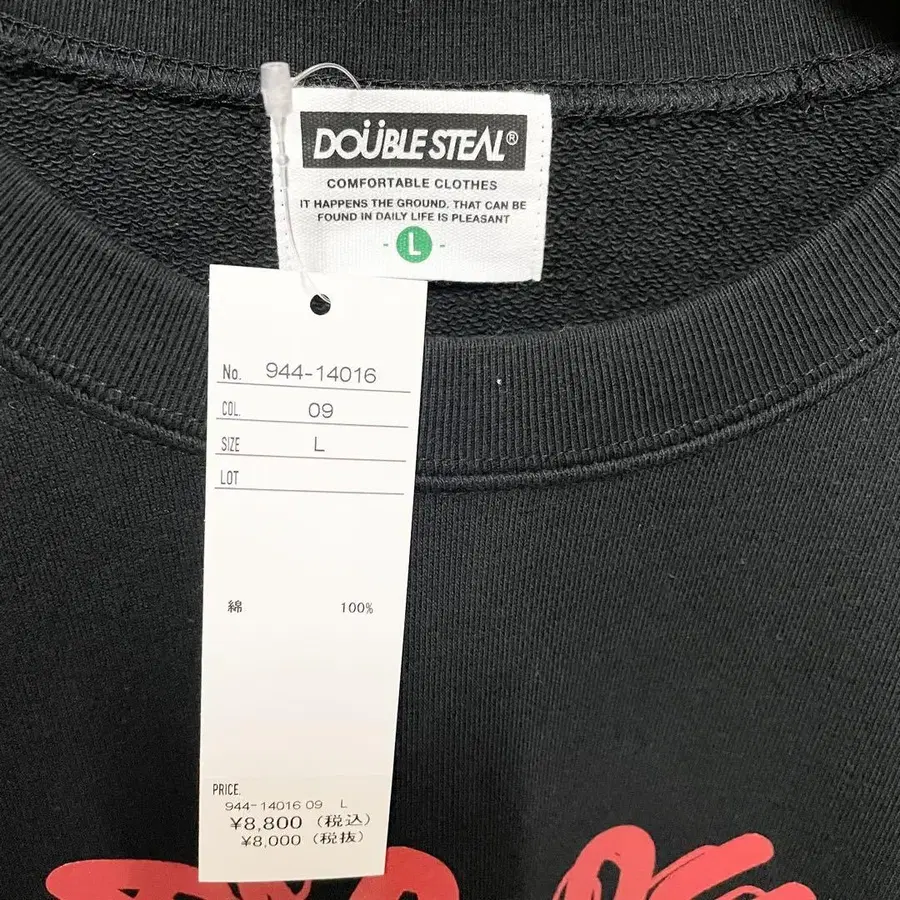 DOÜBLE STEAL®
COMFORTABLE CLOTHES
IT HAPPENS THE GROUND. THAT CAN BE
FOUND IN DAILY LIFE IS PLEASANT
- L -
No. 944-14016
COL. 09
SIZE L
LOT
綿 100%
PRICE.
944-14016 09 L
¥8,800 (税込)
¥8,000 (税抜)